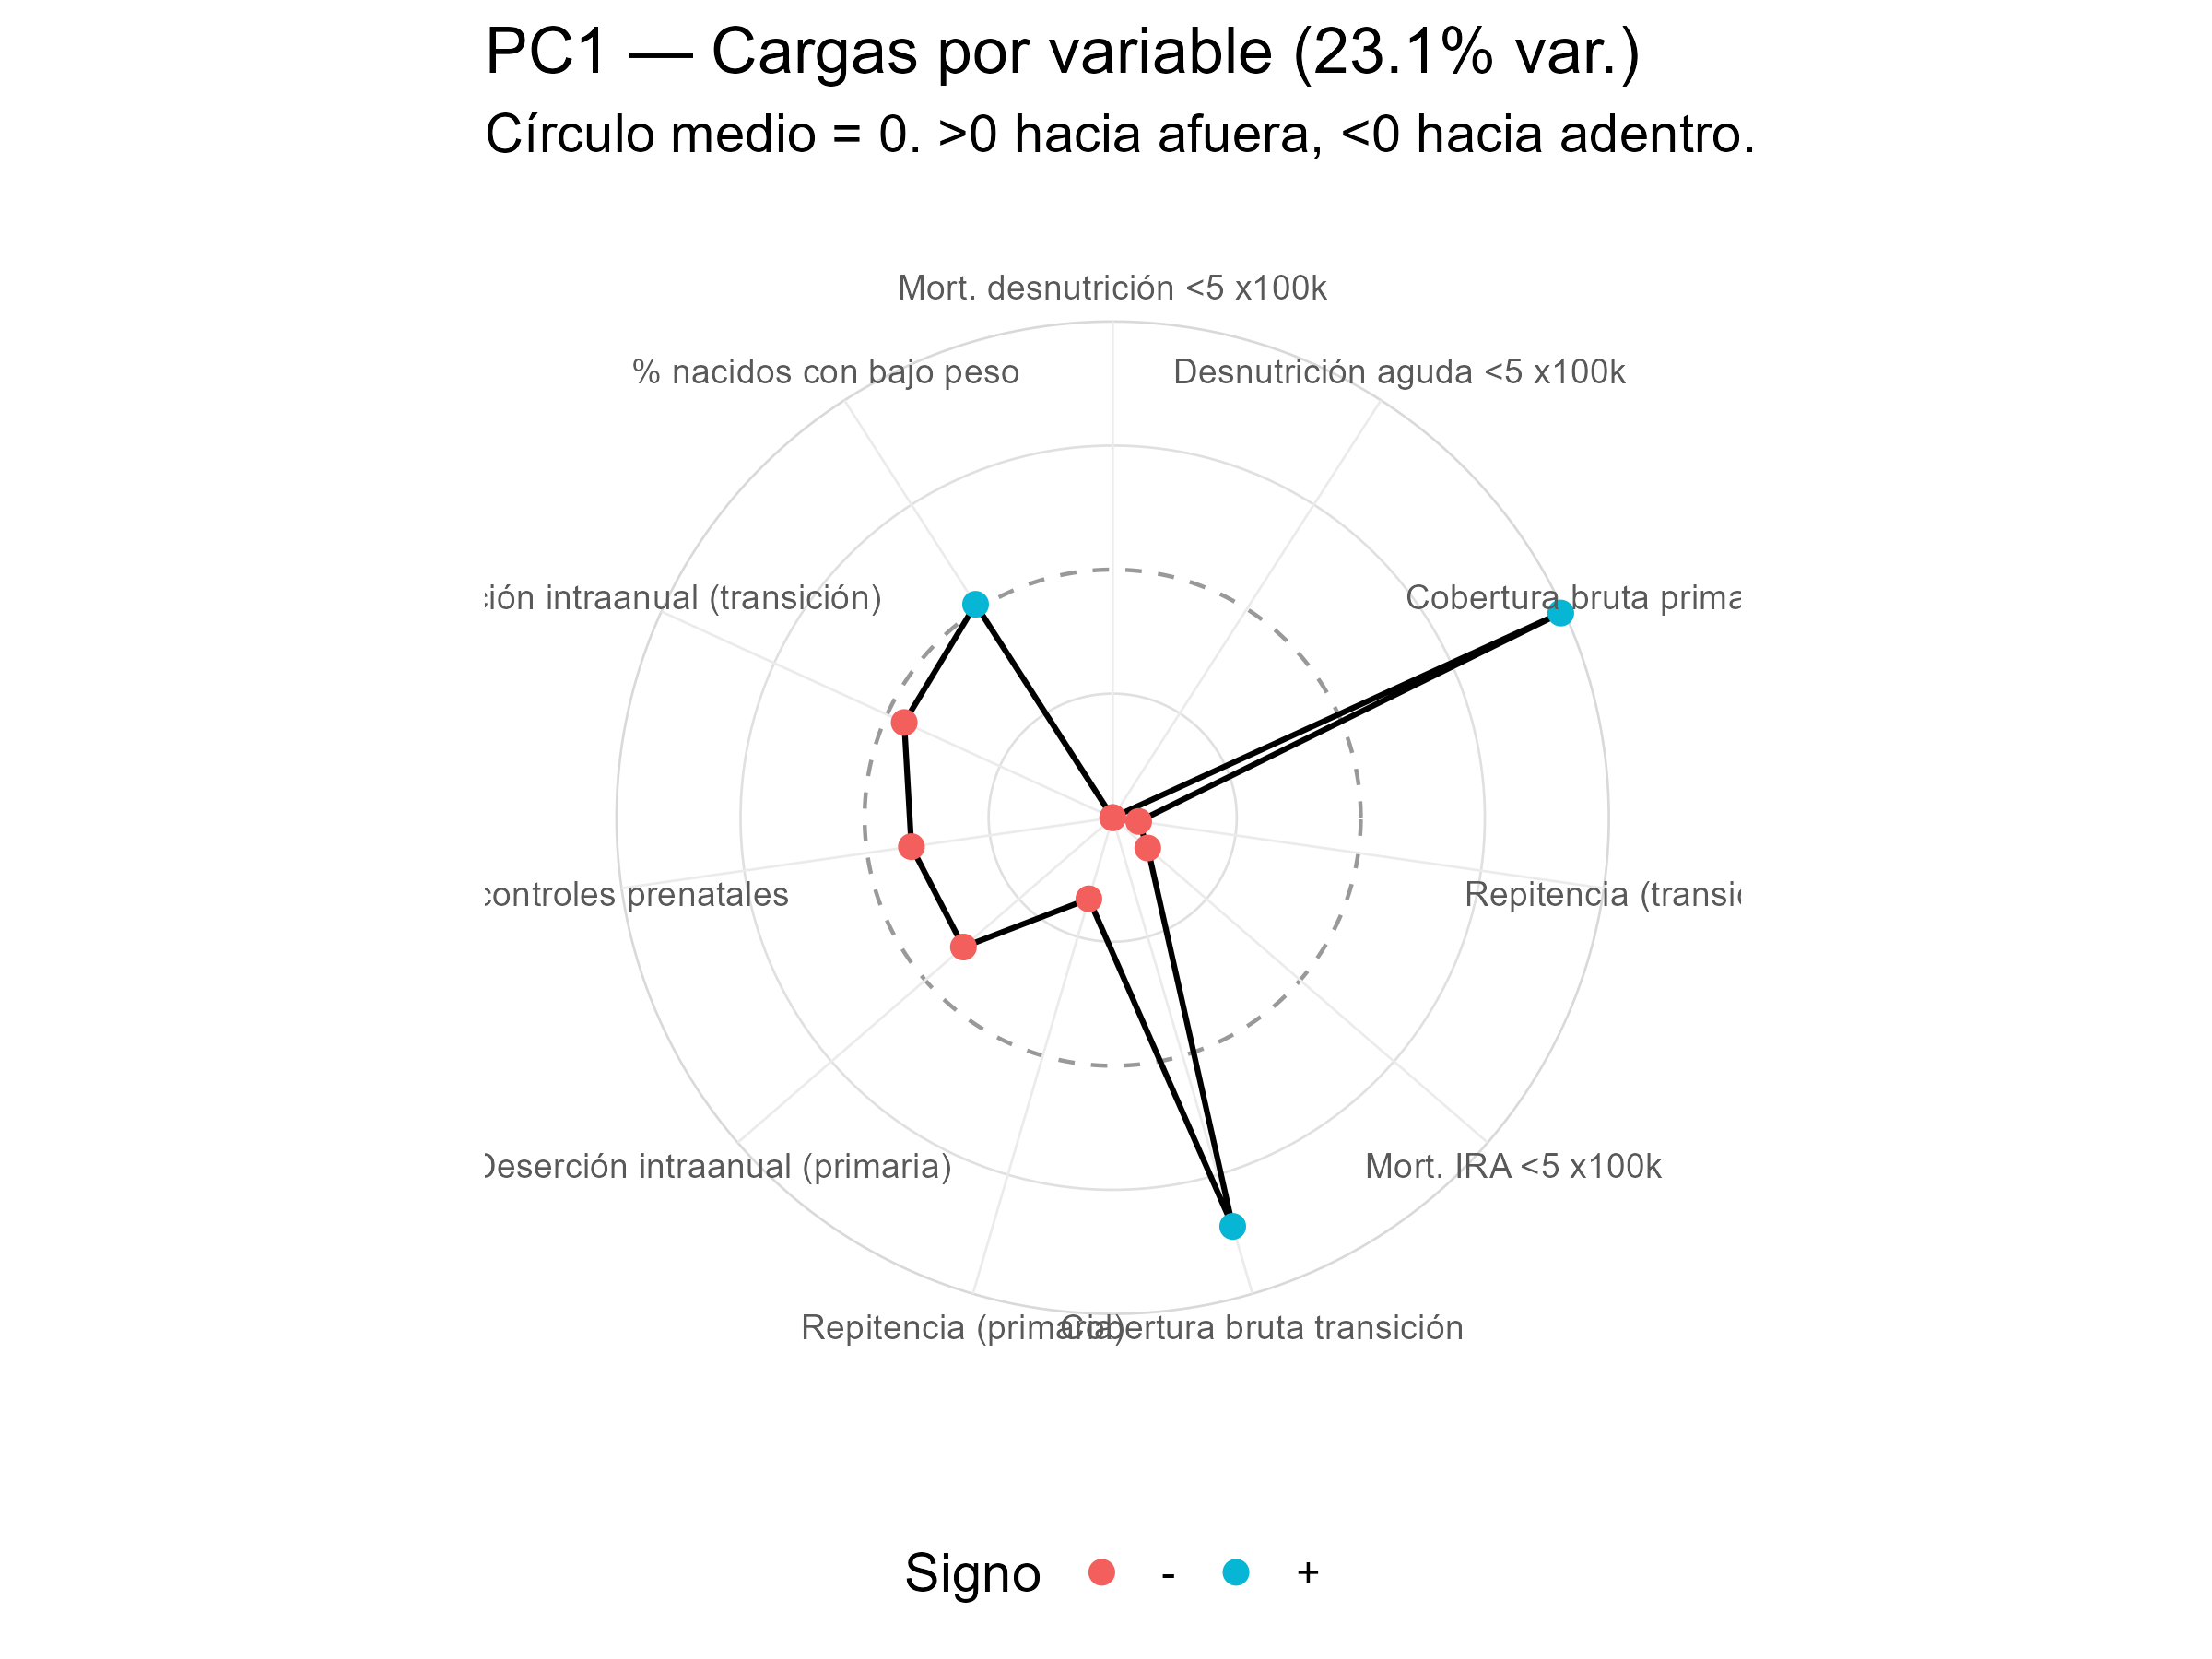 PC1 — Cargas por variable (23.1% var.)
Círculo medio = 0. >0 hacia afuera, <0 hacia adentro.
Mort. desnutrición <5 x100k
% nacidos con bajo peso
Desnutrición aguda <5 x100k
ión intraanual (transición)
Cobertura bruta prima
controles prenatales
Repitencia (transi
Deserción intraanual (primaria)
Mort. IRA <5 x100k
Repitencia (primaria)
Cobertura bruta transición
Signo - +